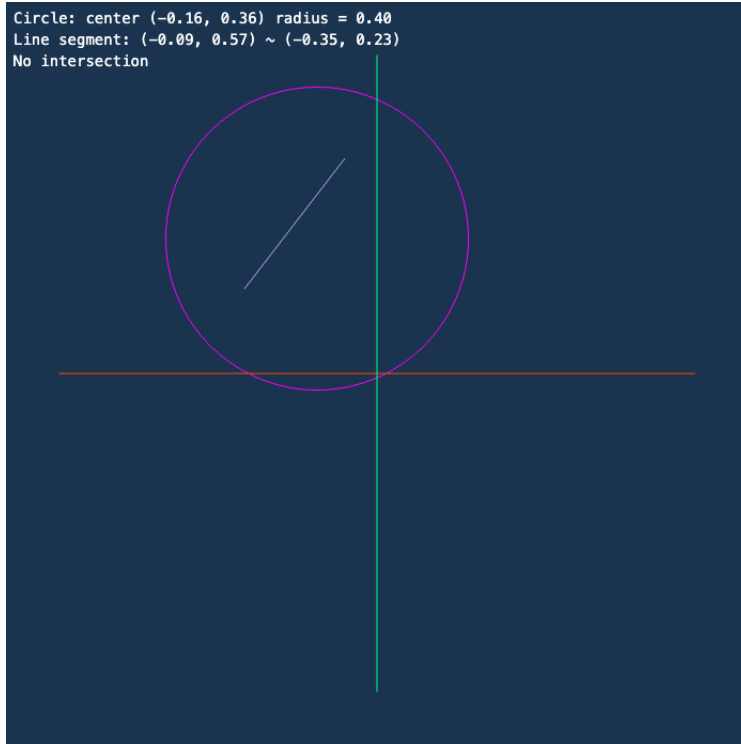 Circle: center (-0.16, 0.36) radius = 0.40
Line segment: (-0.09, 0.57) ~ (-0.35, 0.23)
No intersection